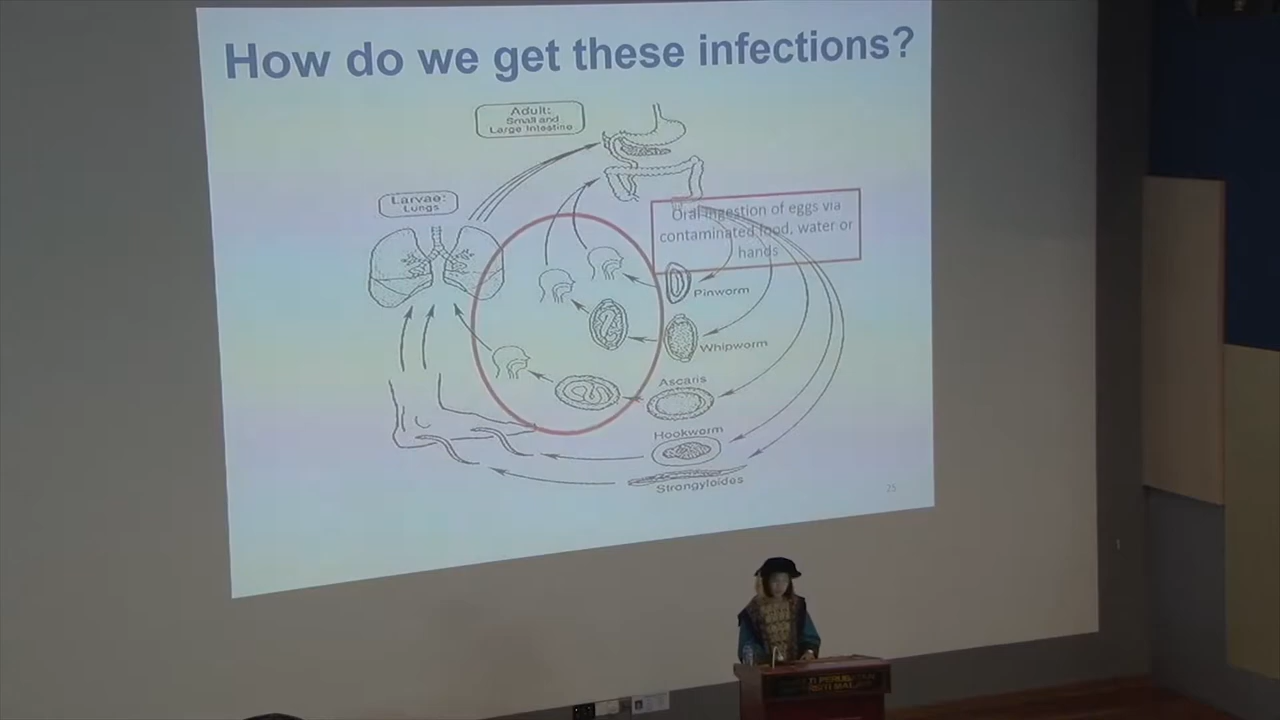 How do we get these infections?
Adult:
Small and
Large Intestine
Larvae:
Lungs
Oral ingestion of eggs via
contaminated food, water or
hands
Pinworm
Whipworm
Ascaris
Hookworm
Strongyloides
25